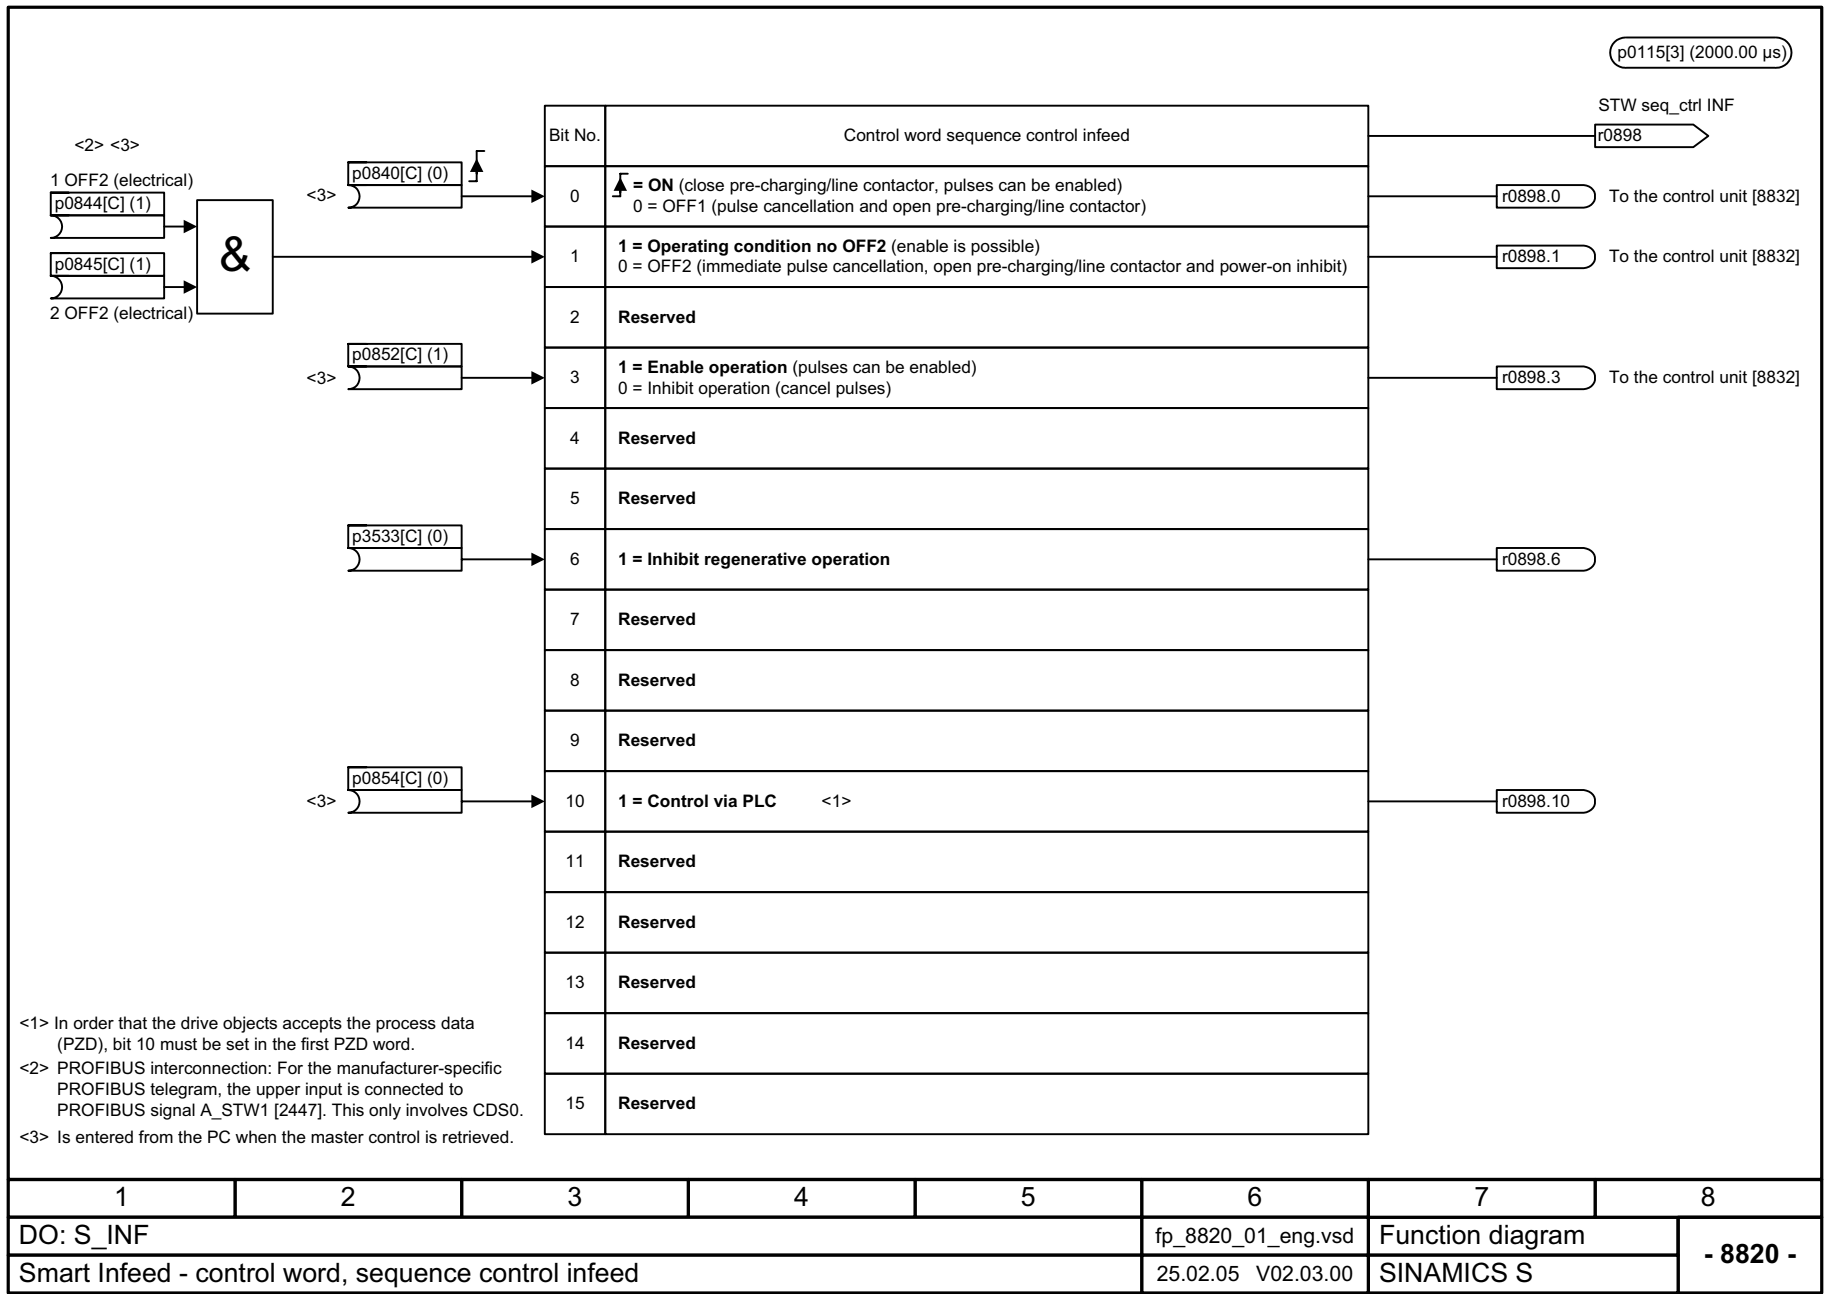 p0115[3] (2000.00 µs)
STW seq_ctrl INF
r0898
Bit No.
Control word sequence control infeed
<2> <3>
1 OFF2 (electrical)
p0844[C] (1)
p0845[C] (1)
2 OFF2 (electrical)
&
<3>
p0840[C] (0)
0
= ON (close pre-charging/line contactor, pulses can be enabled)
0 = OFF1 (pulse cancellation and open pre-charging/line contactor)
r0898.0
To the control unit [8832]
1
1 = Operating condition no OFF2 (enable is possible)
0 = OFF2 (immediate pulse cancellation, open pre-charging/line contactor and power-on inhibit)
r0898.1
To the control unit [8832]
2
Reserved
<3>
p0852[C] (1)
3
1 = Enable operation (pulses can be enabled)
0 = Inhibit operation (cancel pulses)
r0898.3
To the control unit [8832]
4
Reserved
5
Reserved
p3533[C] (0)
6
1 = Inhibit regenerative operation
r0898.6
7
Reserved
8
Reserved
9
Reserved
<3>
p0854[C] (0)
10
1 = Control via PLC <1>
r0898.10
11
Reserved
12
Reserved
13
Reserved
14
Reserved
15
Reserved
<1> In order that the drive objects accepts the process data
(PZD), bit 10 must be set in the first PZD word.
<2> PROFIBUS interconnection: For the manufacturer-specific
PROFIBUS telegram, the upper input is connected to
PROFIBUS signal A_STW1 [2447]. This only involves CDS0.
<3> Is entered from the PC when the master control is retrieved.
1 2 3 4 5 6 7 8
DO: S_INF
fp_8820_01_eng.vsd
Function diagram
- 8820 -
Smart Infeed - control word, sequence control infeed
25.02.05 V02.03.00
SINAMICS S